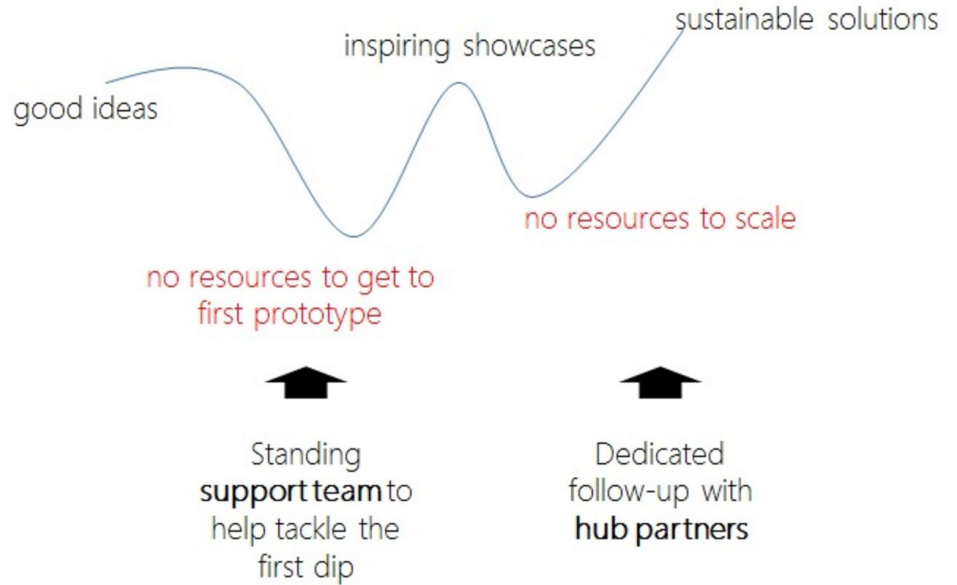 sustainable solutions
inspiring showcases
good ideas
no resources to scale
no resources to get to
first prototype
Standing
support team to
help tackle the
first dip
Dedicated
follow-up with
hub partners